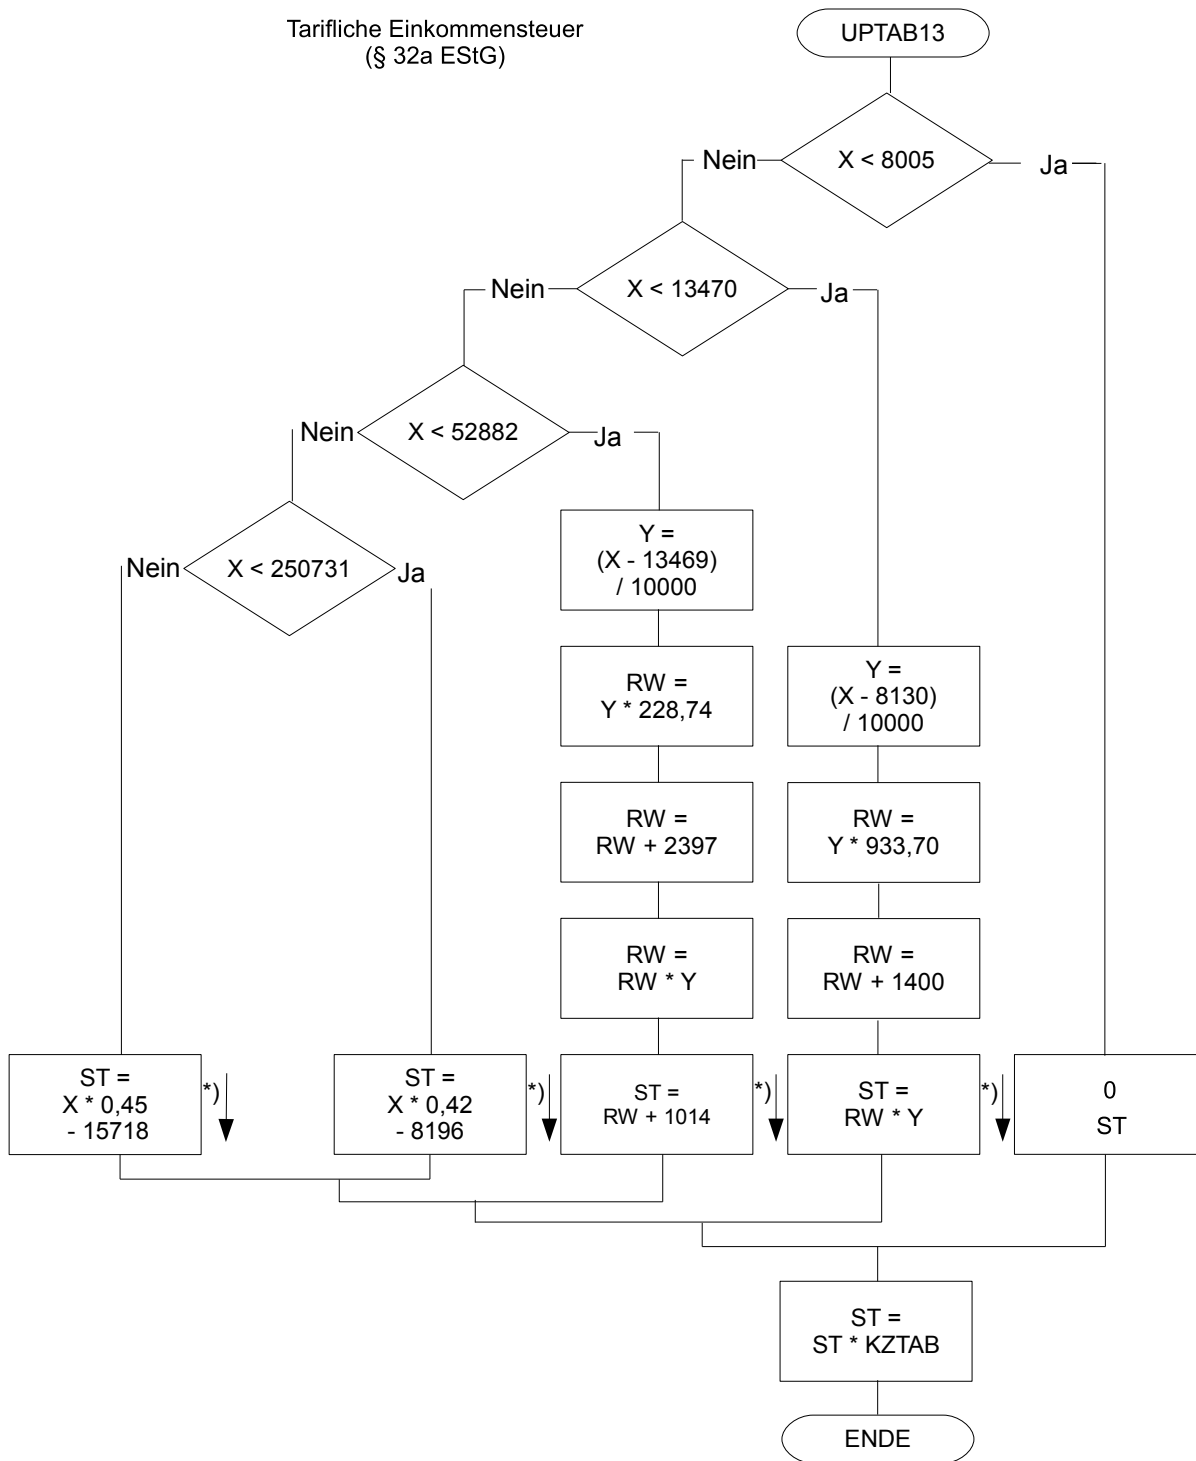 Tarifliche Einkommensteuer
(§ 32a EStG)
UPTAB13
X < 8005
Nein
Ja
X < 13470
Nein
Ja
X < 52882
Nein
Ja
X < 250731
Nein
Ja
Y =
(X - 13469)
/ 10000
RW =
Y * 228,74
RW =
RW + 2397
RW =
RW * Y
Y =
(X - 8130)
/ 10000
RW =
Y * 933,70
RW =
RW + 1400
ST =
X * 0,45
- 15718
*)
ST =
X * 0,42
- 8196
*)
ST =
RW + 1014
*)
ST =
RW * Y
*)
0
ST
ST =
ST * KZTAB
ENDE